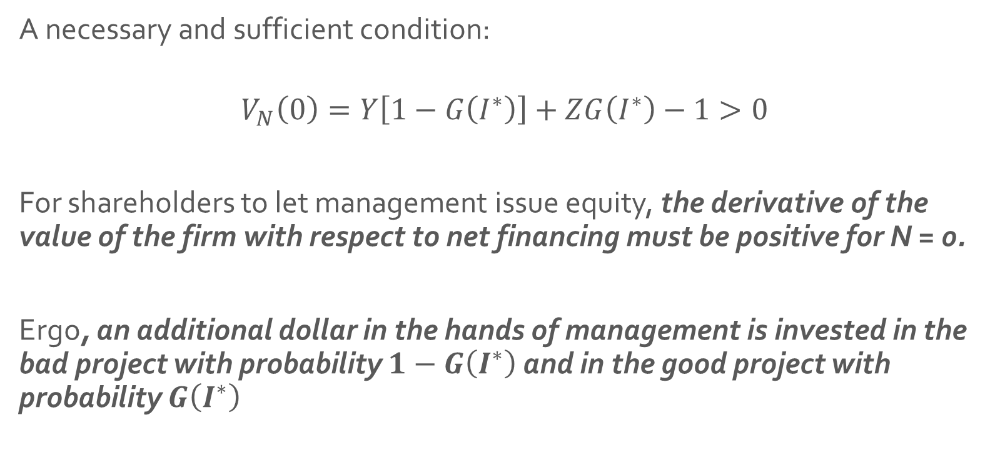 A necessary and sufficient condition:
V_N(0) = Y[1 − G(I*)] + ZG(I*) − 1 > 0
For shareholders to let management issue equity, the derivative of the
value of the firm with respect to net financing must be positive for N = 0.
Ergo, an additional dollar in the hands of management is invested in the
bad project with probability 1 − G(I*) and in the good project with
probability G(I*)